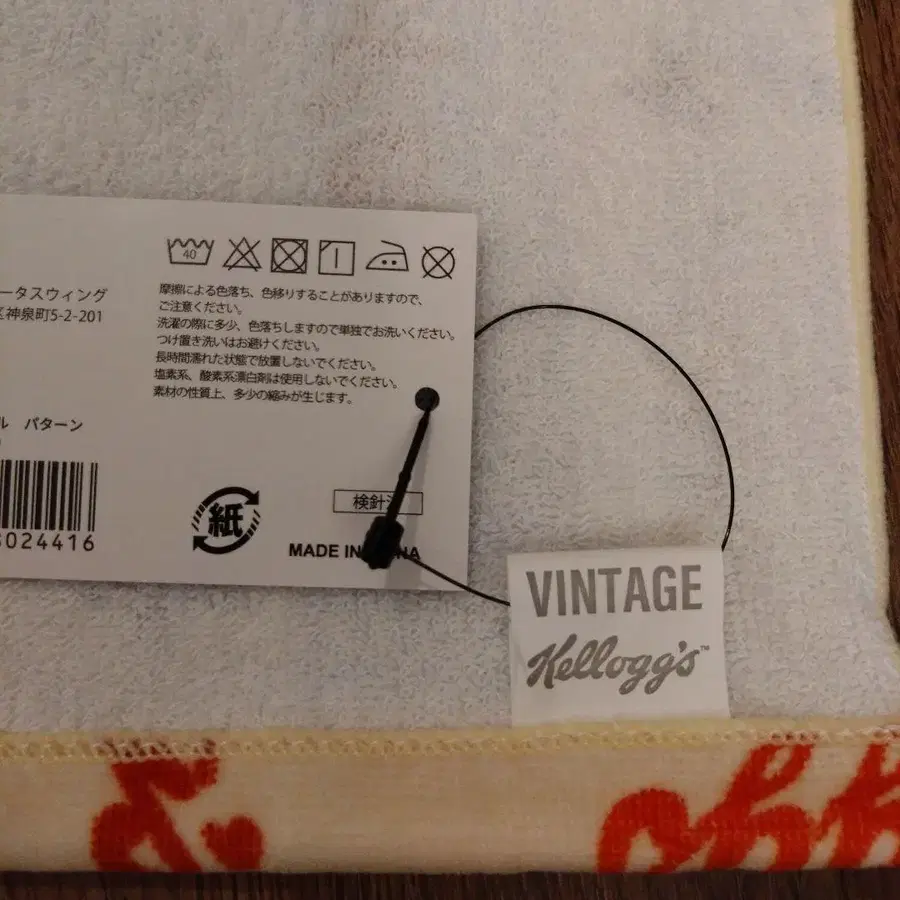 40
摩擦による色落ち、色移りすることがありますので、
ご注意ください。
洗濯の際に多少、色落ちしますので単独でお洗いください。
つけ置き洗いはお避けください。
長時間濡れた状態で放置しないでください。
塩素系、酸素系漂白剤は使用しないでください。
素材の性質上、多少の縮みが生じます。
ータスウィング
区神泉町5-2-201
ル パターン
024416
紙
検針
MADE IN
VINTAGE
Kellogg's™